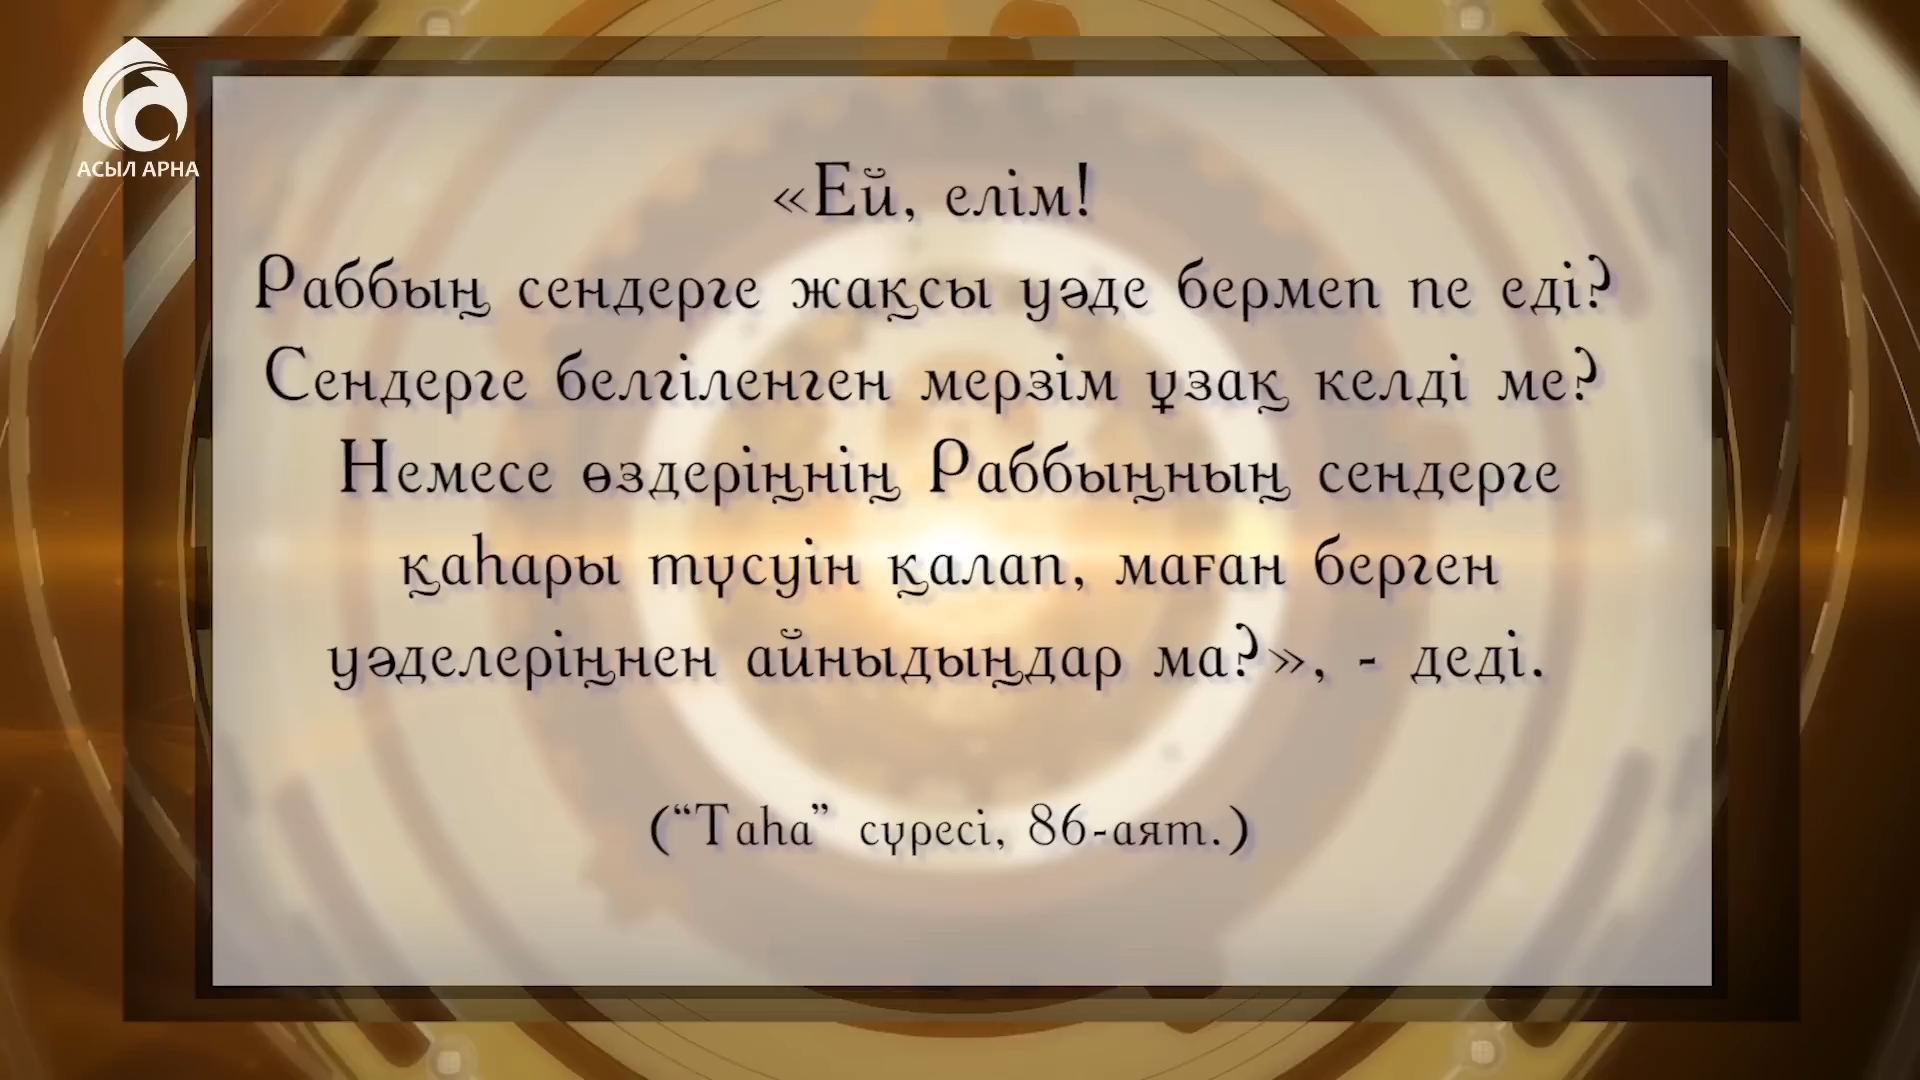 АСЫЛ АРНА
«Ей, елім!
Раббың сендерге жақсы уәде бермеп пе еді?
Сендерге белгіленген мерзім ұзақ келді ме?
Немесе өздеріңнің Раббыңның сендерге
қаһары түсуін қалап, маған берген
уәделеріңнен айныдыңдар ма?», - деді.
(“Таһа” сүресі, 86-аят.)